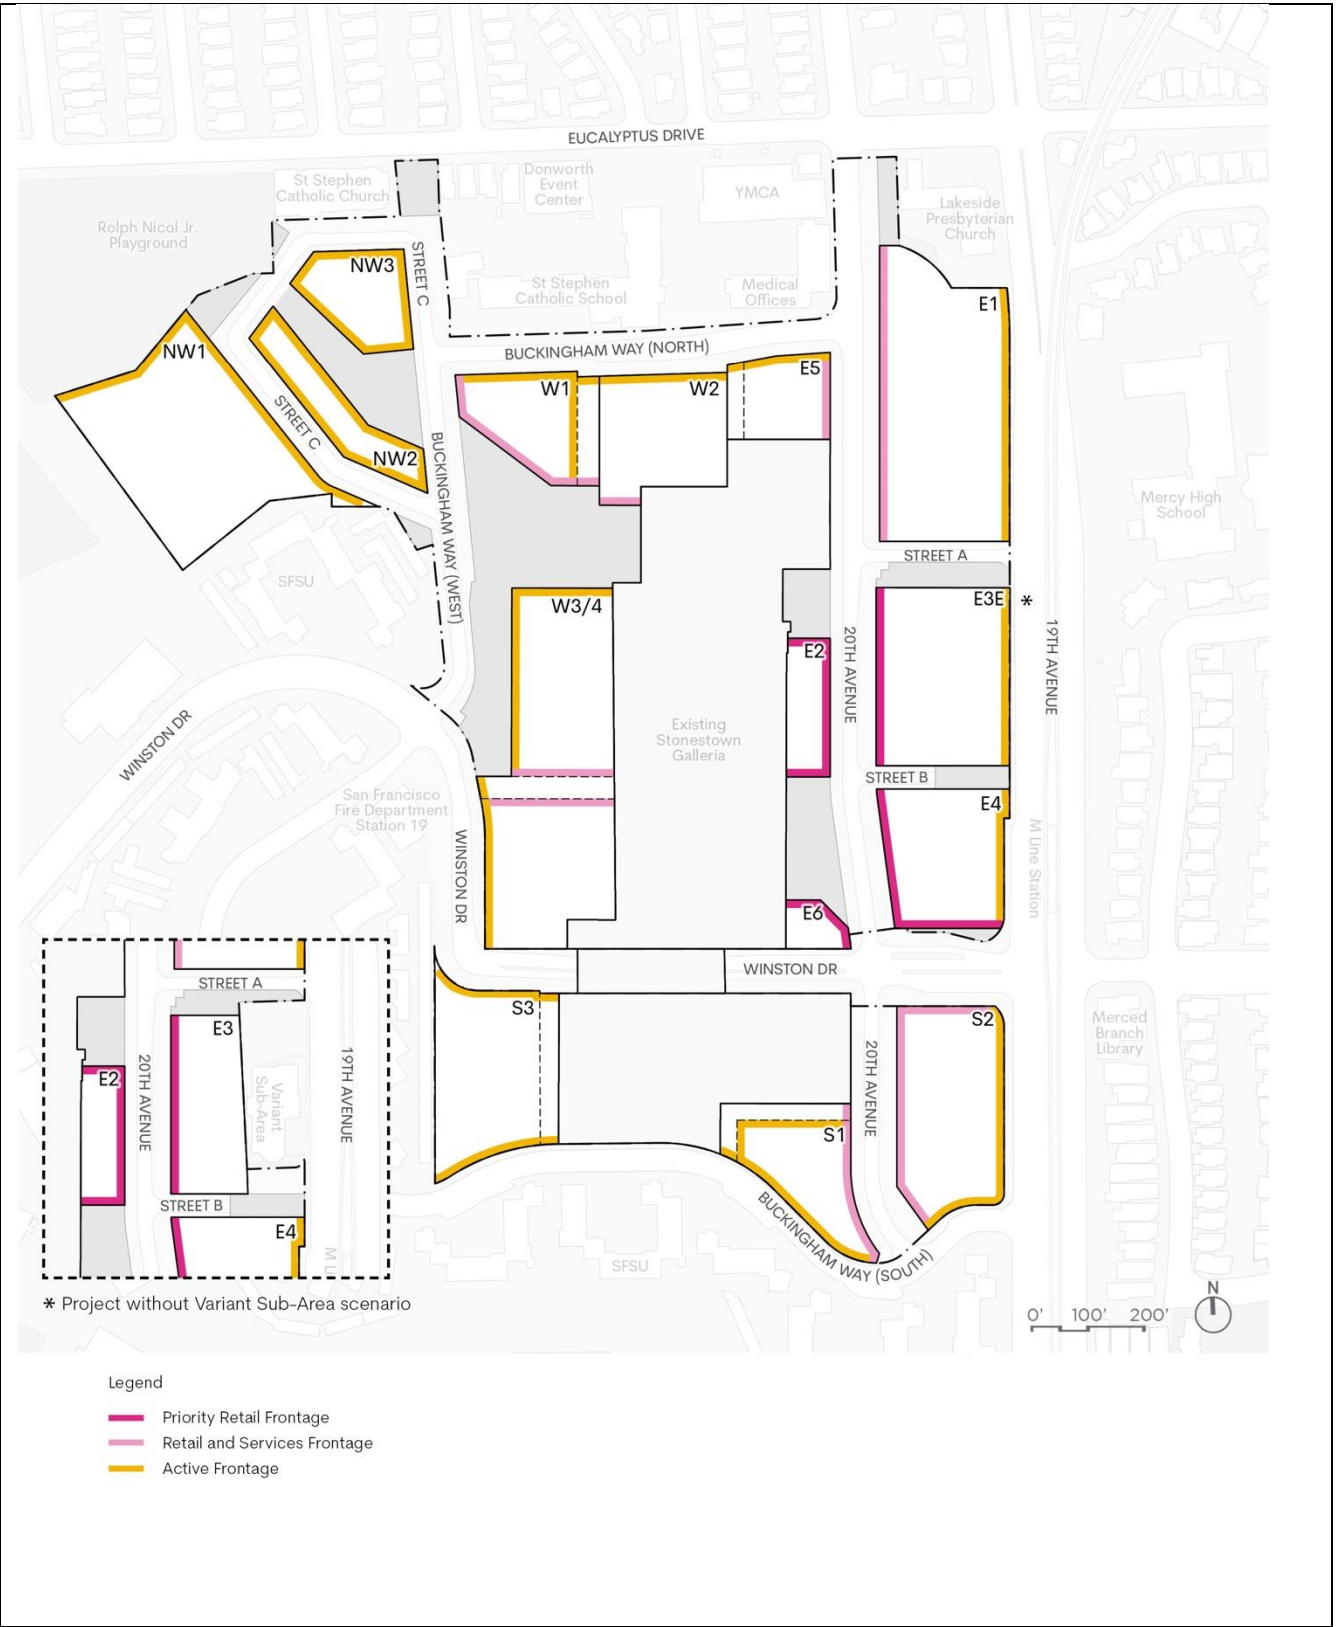 EUCALYPTUS DRIVE
St Stephen
Catholic Church
Donworth
Event
Center
YMCA
Lakeside
Presbyterian
Church
Rolph Nicol Jr.
Playground
NW3
STREET C
St Stephen
Catholic School
Medical
Offices
E1
NW1
BUCKINGHAM WAY (NORTH)
W1
W2
E5
STREET C
NW2
BUCKINGHAM WAY (WEST)
Mercy High
School
STREET A
SFSU
W3/4
E3E
*
E2
20TH AVENUE
19TH AVENUE
Existing
Stonestown
Galleria
WINSTON DR
STREET B
San Francisco
Fire Department
Station 19
E4
WINSTON DR
M Line Station
E6
WINSTON DR
S3
S2
Merced
Branch
Library
20TH AVENUE
S1
BUCKINGHAM WAY (SOUTH)
SFSU
STREET A
E3
E2
20TH AVENUE
Variant
Sub-Area
19TH AVENUE
STREET B
E4
M Li
* Project without Variant Sub-Area scenario
N
0' 100' 200'
Legend
Priority Retail Frontage
Retail and Services Frontage
Active Frontage